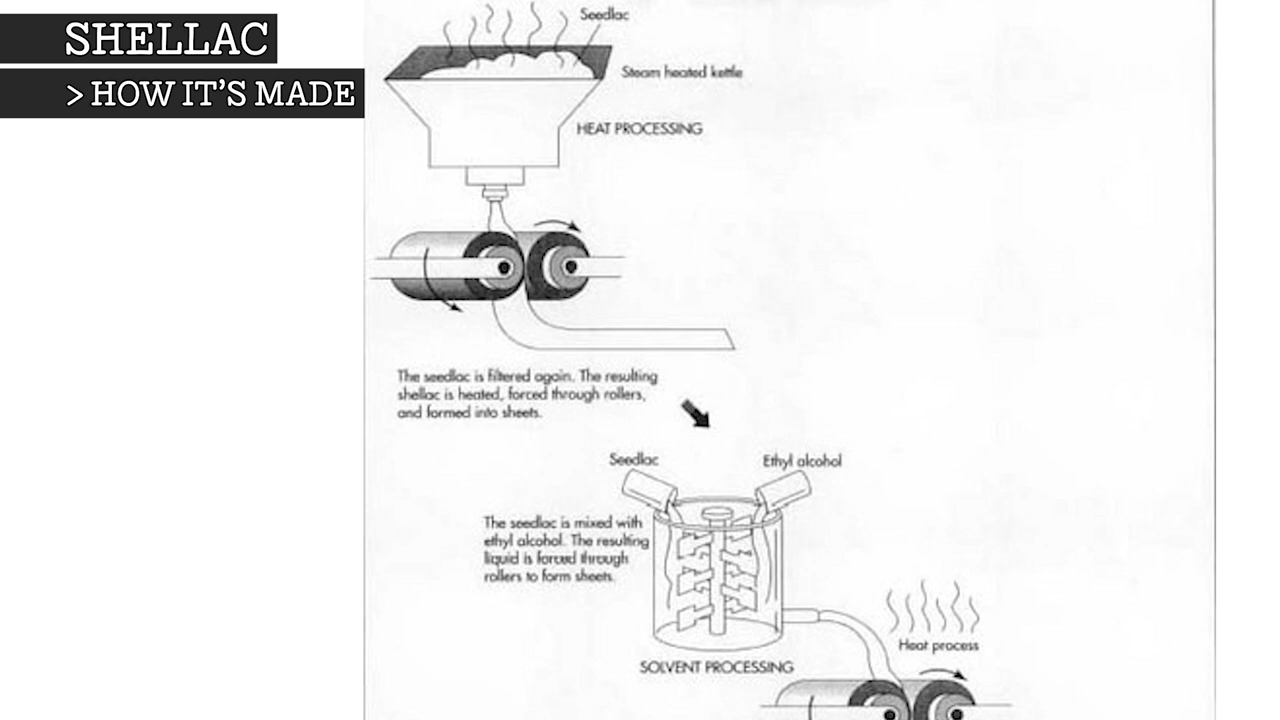 SHELLAC
> HOW IT'S MADE
Seedlac
Steam heated kettle
HEAT PROCESSING
The seedlac is filtered again. The resulting
shellac is heated, forced through rollers,
and formed into sheets.
Seedlac
Ethyl alcohol
The seedlac is mixed with
ethyl alcohol. The resulting
liquid is forced through
rollers to form sheets.
Heat process
SOLVENT PROCESSING